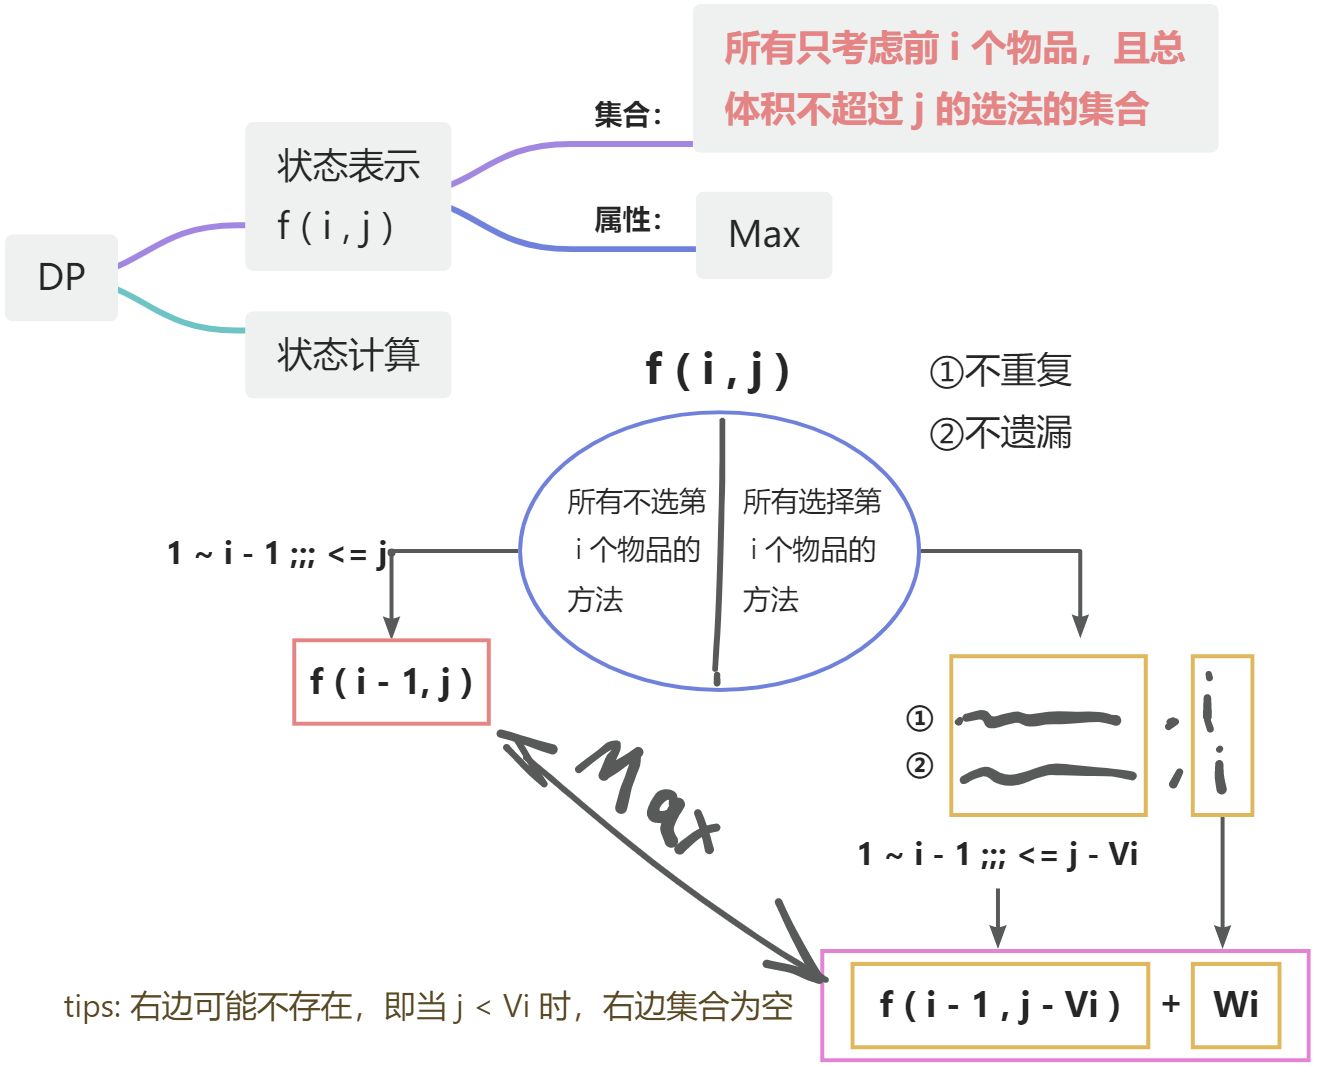 所有只考虑前 i 个物品，且总
体积不超过 j 的选法的集合
集合：
状态表示
f ( i , j )
属性：
Max
DP
状态计算
f ( i , j )
①不重复
②不遗漏
所有不选第
i 个物品的
方法
所有选择第
i 个物品的
方法
1 ~ i - 1 ;;; <= j
f ( i - 1, j )
①
i
②
i
Max
1 ~ i - 1 ;;; <= j - Vi
f ( i - 1 , j - Vi ) + Wi
tips: 右边可能不存在，即当 j < Vi 时，右边集合为空